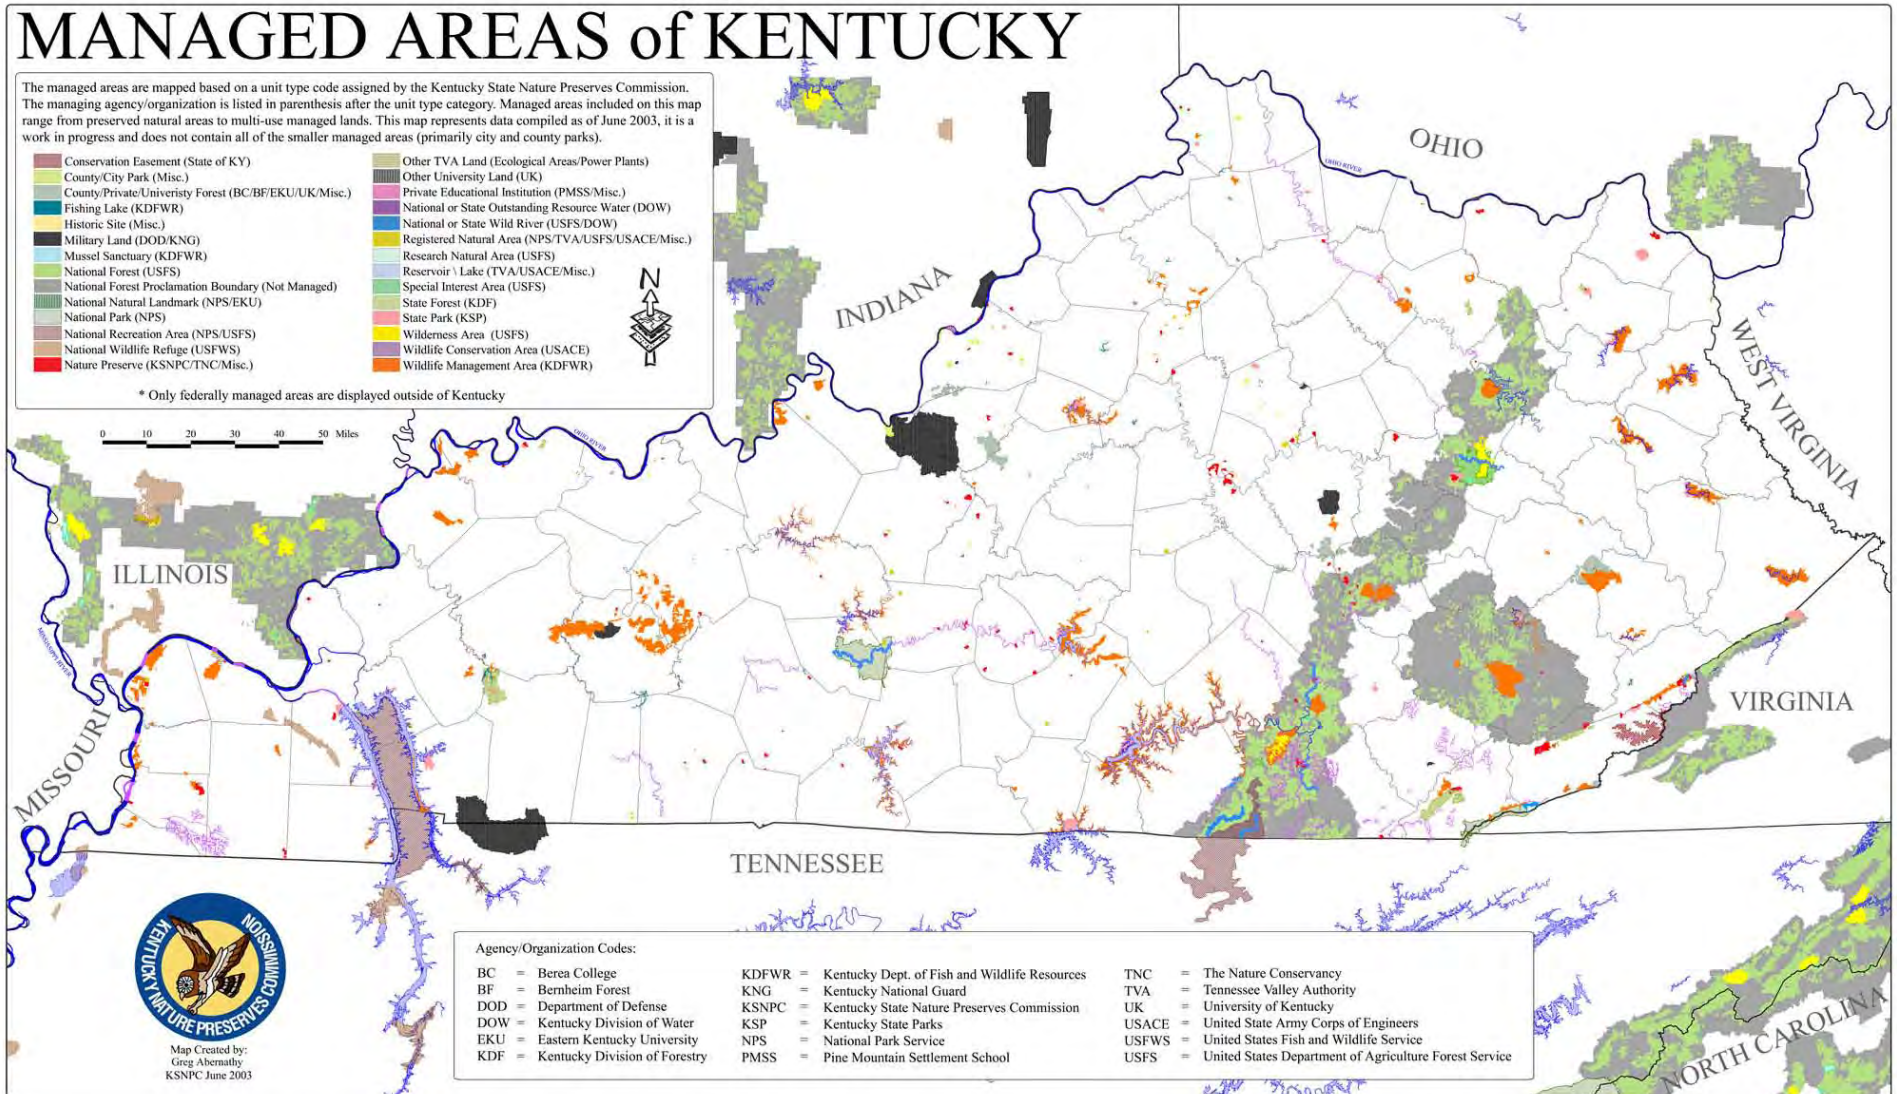 MANAGED AREAS of KENTUCKY
The managed areas are mapped based on a unit type code assigned by the Kentucky State Nature Preserves Commission.
The managing agency/organization is listed in parenthesis after the unit type category. Managed areas included on this map
range from preserved natural areas to multi-use managed lands. This map represents data compiled as of June 2003, it is a
work in progress and does not contain all of the smaller managed areas (primarily city and county parks).
Conservation Easement (State of KY)
County/City Park (Misc.)
County/Private/Univeristy Forest (BC/BF/EKU/UK/Misc.)
Fishing Lake (KDFWR)
Historic Site (Misc.)
Military Land (DOD/KNG)
Mussel Sanctuary (KDFWR)
National Forest (USFS)
National Forest Proclamation Boundary (Not Managed)
National Natural Landmark (NPS/EKU)
National Park (NPS)
National Recreation Area (NPS/USFS)
National Wildlife Refuge (USFWS)
Nature Preserve (KSNPC/TNC/Misc.)
Other TVA Land (Ecological Areas/Power Plants)
Other University Land (UK)
Private Educational Institution (PMSS/Misc.)
National or State Outstanding Resource Water (DOW)
National or State Wild River (USFS/DOW)
Registered Natural Area (NPS/TVA/USFS/USACE/Misc.)
Research Natural Area (USFS)
Reservoir \ Lake (TVA/USACE/Misc.)
Special Interest Area (USFS)
State Forest (KDF)
State Park (KSP)
Wilderness Area (USFS)
Wildlife Conservation Area (USACE)
Wildlife Management Area (KDFWR)
N
* Only federally managed areas are displayed outside of Kentucky
0 10 20 30 40 50 Miles
OHIO
OHIO RIVER
INDIANA
WEST VIRGINIA
OHIO RIVER
ILLINOIS
MISSISSIPPI RIVER
MISSOURI
VIRGINIA
TENNESSEE
NORTH CAROLINA
KENTUCKY NATURE PRESERVES COMMISSION
Map Created by:
Greg Abernathy
KSNPC June 2003
Agency/Organization Codes:
BC = Berea College
BF = Bernheim Forest
DOD = Department of Defense
DOW = Kentucky Division of Water
EKU = Eastern Kentucky University
KDF = Kentucky Division of Forestry
KDFWR = Kentucky Dept. of Fish and Wildlife Resources
KNG = Kentucky National Guard
KSNPC = Kentucky State Nature Preserves Commission
KSP = Kentucky State Parks
NPS = National Park Service
PMSS = Pine Mountain Settlement School
TNC = The Nature Conservancy
TVA = Tennessee Valley Authority
UK = University of Kentucky
USACE = United State Army Corps of Engineers
USFWS = United States Fish and Wildlife Service
USFS = United States Department of Agriculture Forest Service